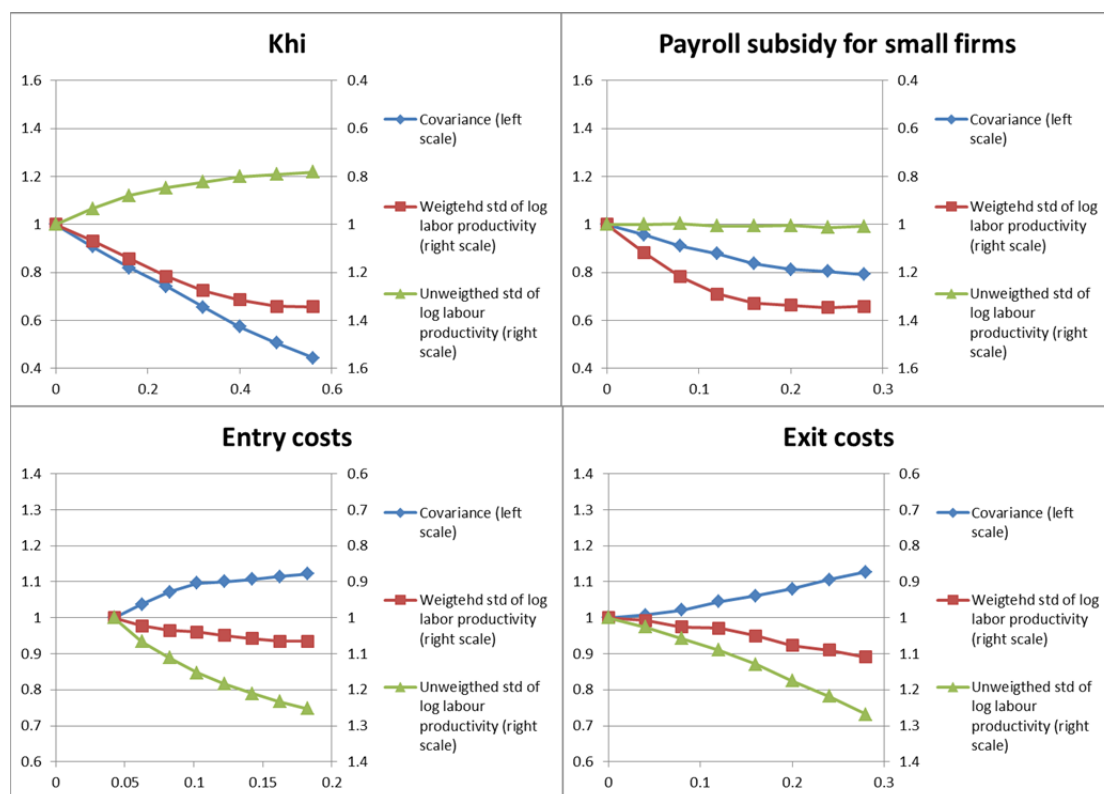 Khi
1.6
1.4
1.2
1
0.8
0.6
0.4
0
0.2
0.4
0.6
0.4
0.6
0.8
1
1.2
1.4
1.6
Covariance (left
scale)
Weigtehd std of log
labor productivity
(right scale)
Unweigthed std of
log labour
productivity (right
scale)
Payroll subsidy for small firms
1.6
1.4
1.2
1
0.8
0.6
0.4
0
0.1
0.2
0.3
0.4
0.6
0.8
1
1.2
1.4
1.6
Covariance (left
scale)
Weigtehd std of log
labor productivity
(right scale)
Unweigthed std of
log labour
productivity (right
scale)
Entry costs
1.4
1.3
1.2
1.1
1
0.9
0.8
0.7
0.6
0
0.05
0.1
0.15
0.2
0.6
0.7
0.8
0.9
1
1.1
1.2
1.3
1.4
Covariance (left
scale)
Weigtehd std of log
labor productivity
(right scale)
Unweigthed std of
log labour
productivity (right
scale)
Exit costs
1.4
1.3
1.2
1.1
1
0.9
0.8
0.7
0.6
0
0.1
0.2
0.3
0.6
0.7
0.8
0.9
1
1.1
1.2
1.3
1.4
Covariance (left
scale)
Weigtehd std of log
labor productivity
(right scale)
Unweigthed std of
log labour
productivity (right
scale)